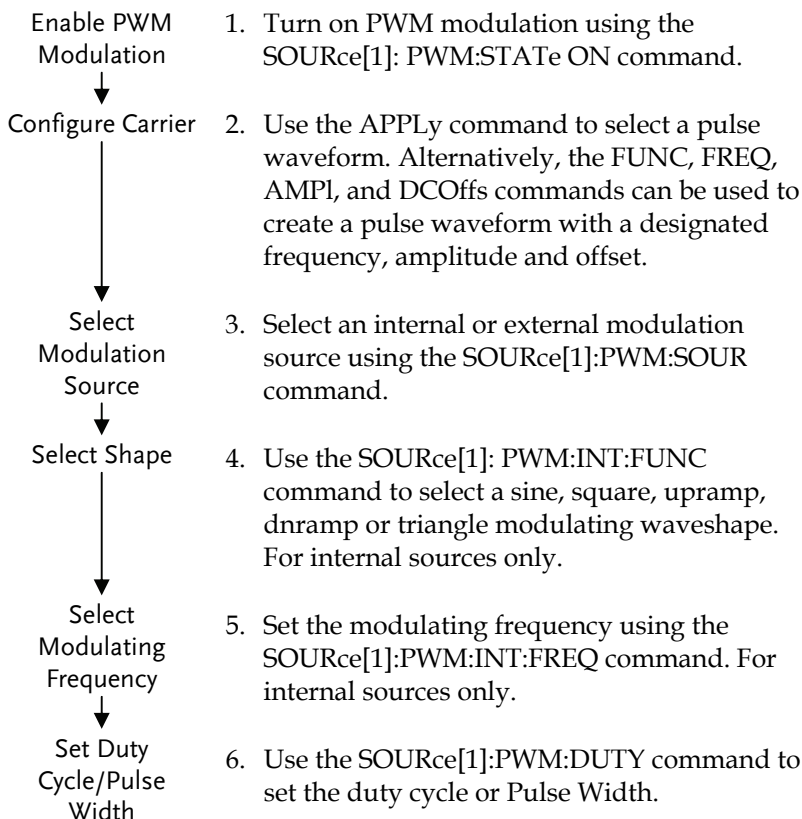 Enable PWM
Modulation
1. Turn on PWM modulation using the
SOURce[1]: PWM:STATe ON command.
Configure Carrier
2. Use the APPLy command to select a pulse
waveform. Alternatively, the FUNC, FREQ,
AMPl, and DCOffs commands can be used to
create a pulse waveform with a designated
frequency, amplitude and offset.
Select
Modulation
Source
3. Select an internal or external modulation
source using the SOURce[1]:PWM:SOUR
command.
Select Shape
4. Use the SOURce[1]: PWM:INT:FUNC
command to select a sine, square, upramp,
dnramp or triangle modulating waveshape.
For internal sources only.
Select
Modulating
Frequency
5. Set the modulating frequency using the
SOURce[1]:PWM:INT:FREQ command. For
internal sources only.
Set Duty
Cycle/Pulse
Width
6. Use the SOURce[1]:PWM:DUTY command to
set the duty cycle or Pulse Width.